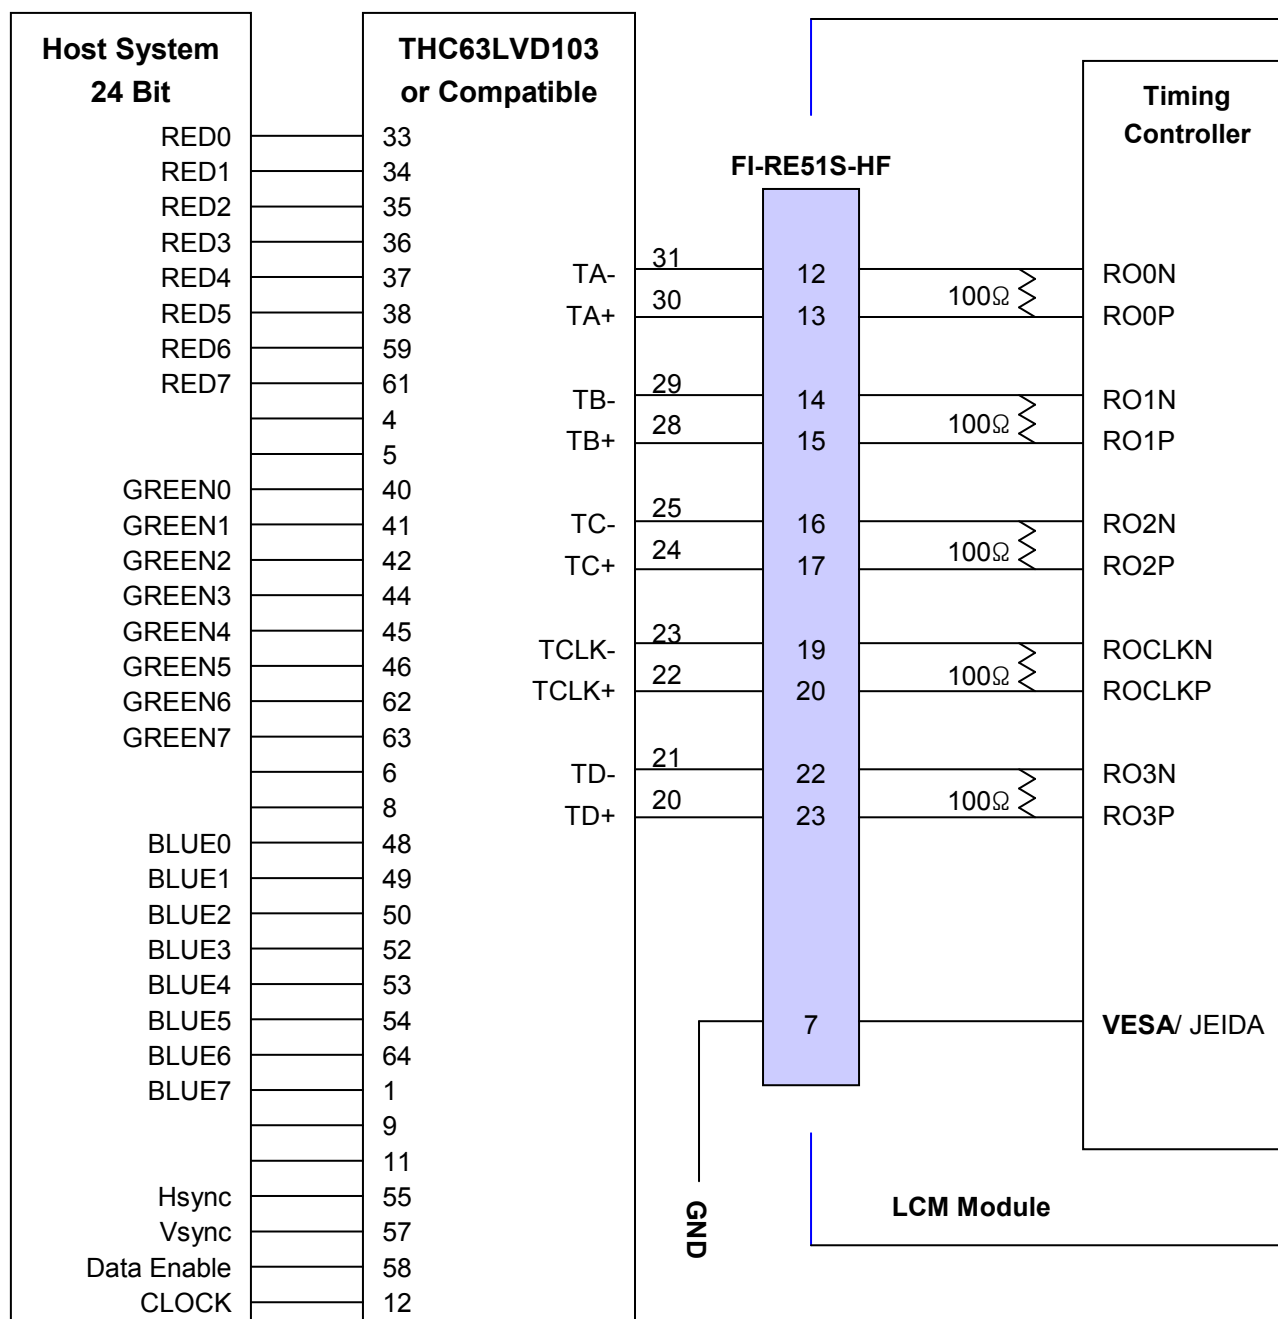 Host System
24 Bit
RED0
RED1
RED2
RED3
RED4
RED5
RED6
RED7
GREEN0
GREEN1
GREEN2
GREEN3
GREEN4
GREEN5
GREEN6
GREEN7
BLUE0
BLUE1
BLUE2
BLUE3
BLUE4
BLUE5
BLUE6
BLUE7
Hsync
Vsync
Data Enable
CLOCK
THC63LVD103
or Compatible
33
34
35
36
37
38
59
61
4
5
40
41
42
44
45
46
62
63
6
8
48
49
50
52
53
54
64
1
9
11
55
57
58
12
TA-
TA+
TB-
TB+
TC-
TC+
TCLK-
TCLK+
TD-
TD+
31
30
29
28
25
24
23
22
21
20
FI-RE51S-HF
12
13
14
15
16
17
19
20
22
23
7
GND
100Ω
100Ω
100Ω
100Ω
100Ω
Timing
Controller
RO0N
RO0P
RO1N
RO1P
RO2N
RO2P
ROCLKN
ROCLKP
RO3N
RO3P
VESA/ JEIDA
LCM Module